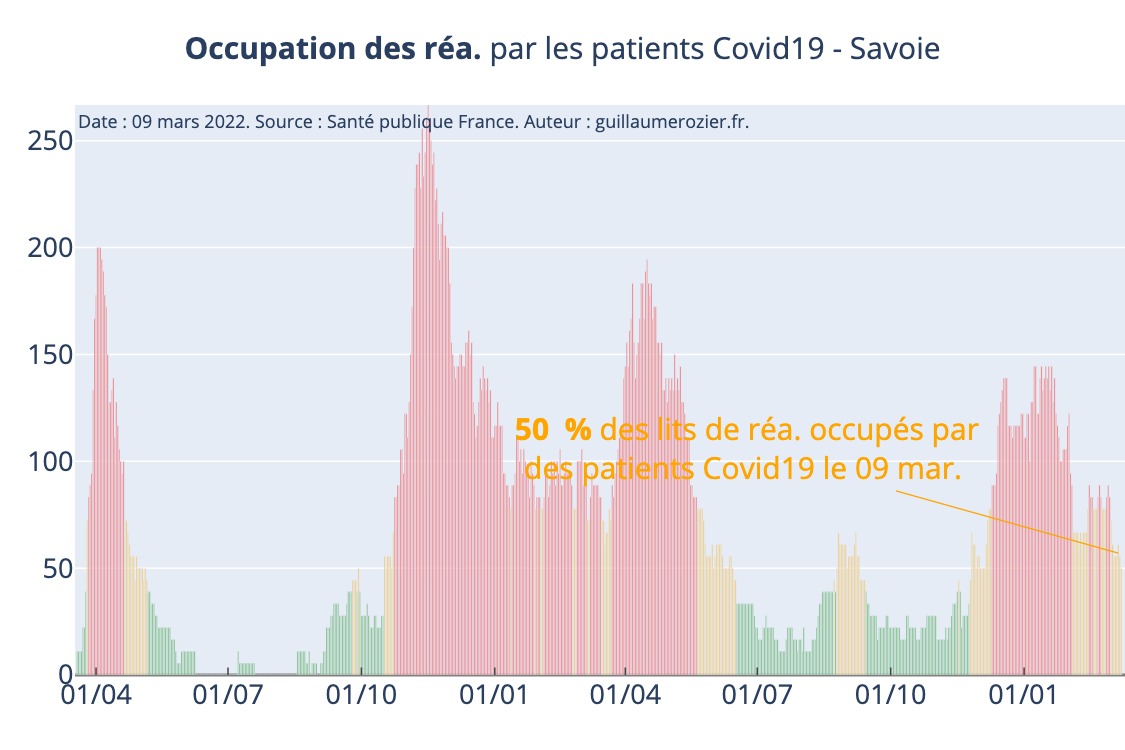 Occupation des réa. par les patients Covid19 - Savoie
Date : 09 mars 2022. Source : Santé publique France. Auteur : guillaumerozier.fr.
250
200
150
100
50
0
50 % des lits de réa. occupés par
des patients Covid19 le 09 mar.
01/04 01/07 01/10 01/01 01/04 01/07 01/10 01/01